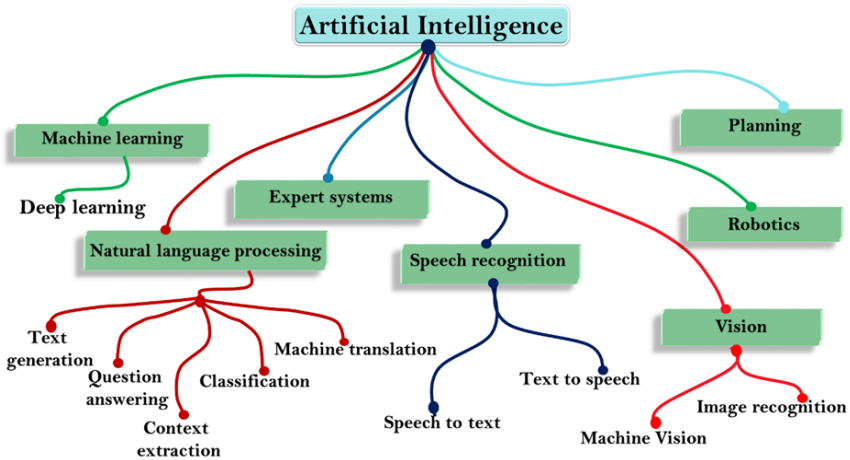 Artificial Intelligence
Machine learning
Deep learning
Natural language processing
Text
generation
Question
answering
Context
extraction
Classification
Machine translation
Expert systems
Speech recognition
Speech to text
Text to speech
Vision
Machine Vision
Image recognition
Robotics
Planning